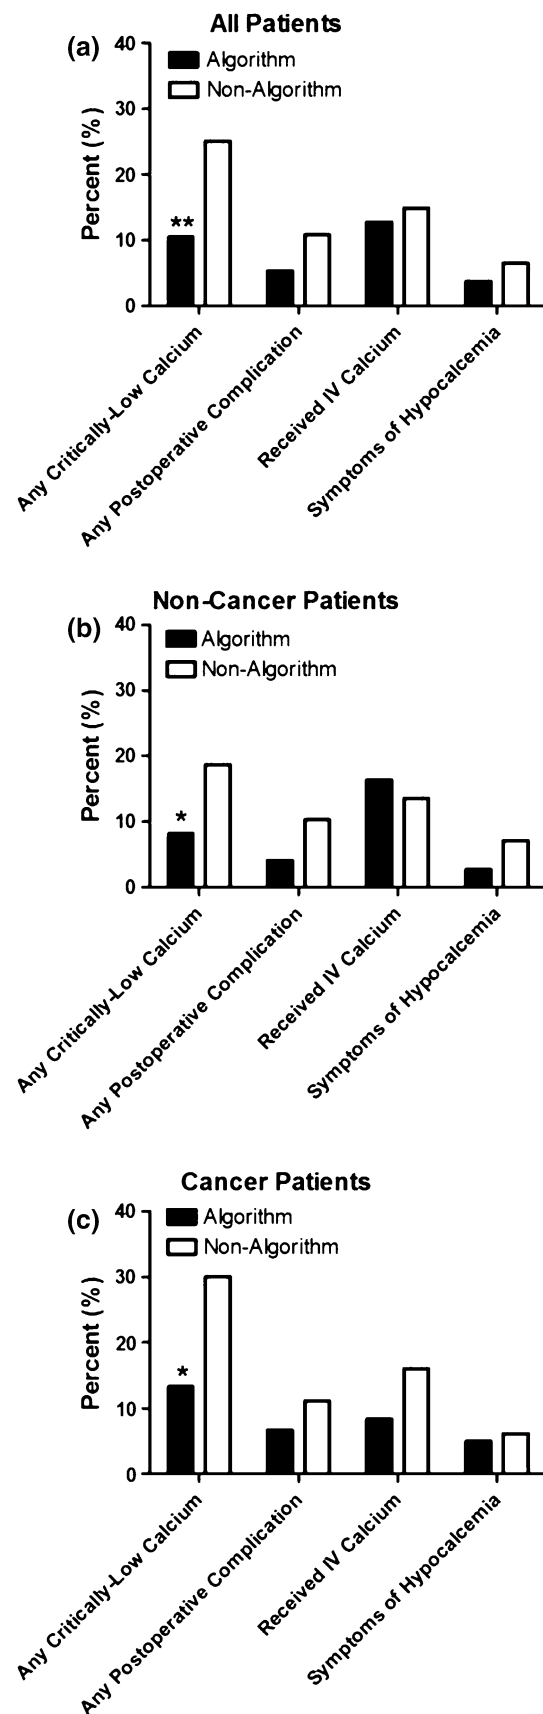 All Patients
(a)
40
30
20
10
0
Percent (%)
Algorithm
Non-Algorithm
**
Any Critically-Low Calcium
Any Postoperative Complication
Received IV Calcium
Symptoms of Hypocalcemia
Non-Cancer Patients
(b)
40
30
20
10
0
Percent (%)
Algorithm
Non-Algorithm
*
Any Critically-Low Calcium
Any Postoperative Complication
Received IV Calcium
Symptoms of Hypocalcemia
Cancer Patients
(c)
40
30
20
10
0
Percent (%)
Algorithm
Non-Algorithm
*
Any Critically-Low Calcium
Any Postoperative Complication
Received IV Calcium
Symptoms of Hypocalcemia